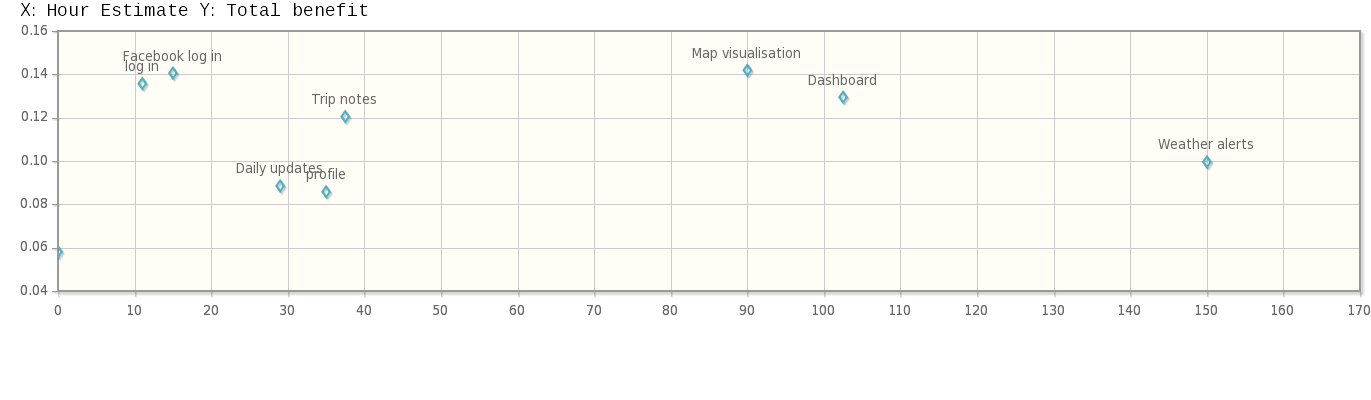 X: Hour Estimate Y: Total benefit
0.16
Facebook log in
Map visualisation
log in
0.14
Dashboard
Trip notes
0.12
Weather alerts
0.10
Daily updates
profile
0.08
0.06
0.04
0 10 20 30 40 50 60 70 80 90 100 110 120 130 140 150 160 170